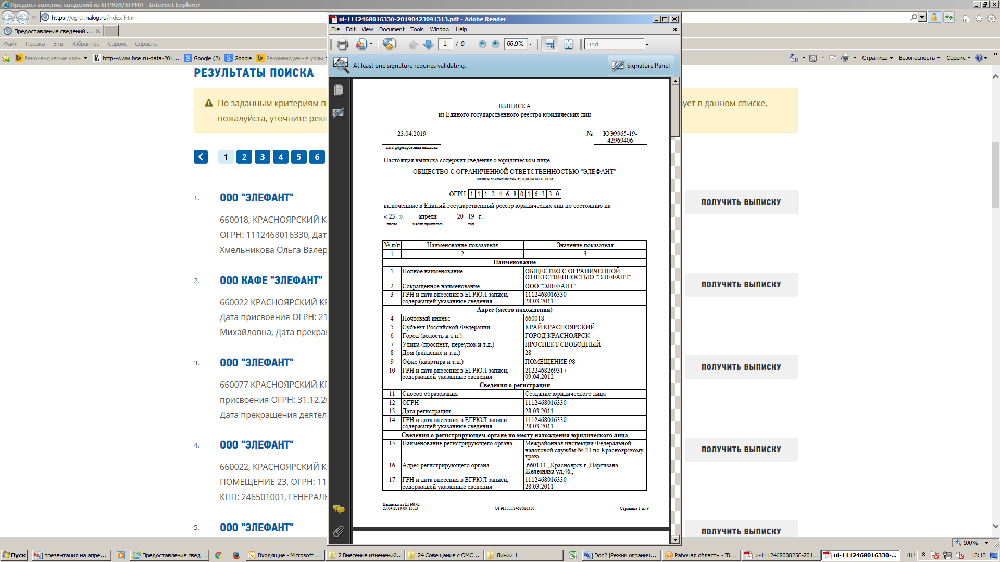 Предоставление сведений из ЕГРЮЛ/ЕГРИП - Internet Explorer
https://egrul.nalog.ru/index.html
Предоставление сведений ...
Файл Правка Вид Избранное Сервис Справка
Рекомендуемые узлы http--www.hse.ru-data-201... Google (2) Google Рекомендуемые узлы
Страница Безопасность Сервис
РЕЗУЛЬТАТЫ ПОИСКА
По заданным критериям
в данном списке,
пожалуйста, уточните
1 2 3 4 5 6
1. ООО "ЭЛЕФАНТ"
660018, КРАСНОЯРСКИЙ К
ОГРН: 1112468016330, Дат
Хмельникова Ольга Валер
ПОЛУЧИТЬ ВЫПИСКУ
2. ООО КАФЕ "ЭЛЕФАНТ"
660022 КРАСНОЯРСКИЙ КР
Дата присвоения ОГРН: 21
Михайловна, Дата прекра
ПОЛУЧИТЬ ВЫПИСКУ
3. ООО "ЭЛЕФАНТ"
660077 КРАСНОЯРСКИЙ КР
присвоения ОГРН: 31.12.20
Дата прекращения деятел
ПОЛУЧИТЬ ВЫПИСКУ
4. ООО "ЭЛЕФАНТ"
660022, КРАСНОЯРСКИЙ К
ПОМЕЩЕНИЕ 23, ОГРН: 11
КПП: 246501001, ГЕНЕРАЛЬ
ПОЛУЧИТЬ ВЫПИСКУ
5. ООО "ЭЛЕФАНТ"
ПОЛУЧИТЬ ВЫПИСКУ
ul-1112468016330-20190423091313.pdf - Adobe Reader
File Edit View Document Tools Window Help
1 / 9 66,9% Find
At least one signature requires validating.
Signature Panel
ВЫПИСКА
из Единого государственного реестра юридических лиц
23.04.2019 № ЮЭ9965-19-
42969406
дата формирования выписки
Настоящая выписка содержит сведения о юридическом лице
ОБЩЕСТВО С ОГРАНИЧЕННОЙ ОТВЕТСТВЕННОСТЬЮ "ЭЛЕФАНТ"
полное наименование юридического лица
ОГРН 1 1 1 2 4 6 8 0 1 6 3 3 0
включенные в Единый государственный реестр юридических лиц по состоянию на
« 23 » апреля 20 19 г.
число месяц прописью год
№ п/п Наименование показателя Значение показателя
1 2 3
Наименование
1 Полное наименование ОБЩЕСТВО С ОГРАНИЧЕННОЙ
ОТВЕТСТВЕННОСТЬЮ "ЭЛЕФАНТ"
2 Сокращенное наименование ООО "ЭЛЕФАНТ"
3 ГРН и дата внесения в ЕГРЮЛ записи, 1112468016330
содержащей указанные сведения 28.03.2011
Адрес (место нахождения)
4 Почтовый индекс 660018
5 Субъект Российской Федерации КРАЙ КРАСНОЯРСКИЙ
6 Город (волость и т.п.) ГОРОД КРАСНОЯРСК
7 Улица (проспект, переулок и т.д.) ПРОСПЕКТ СВОБОДНЫЙ
8 Дом (владение и т.п.) 28
9 Офис (квартира и т.п.) ПОМЕЩЕНИЕ 98
10 ГРН и дата внесения в ЕГРЮЛ записи, 2122468269317
содержащей указанные сведения 09.04.2012
Сведения о регистрации
11 Способ образования Создание юридического лица
12 ОГРН 1112468016330
13 Дата регистрации 28.03.2011
14 ГРН и дата внесения в ЕГРЮЛ записи, 1112468016330
содержащей указанные сведения 28.03.2011
Сведения о регистрирующем органе по месту нахождения юридического лица
15 Наименование регистрирующего органа Межрайонная инспекция Федеральной
налоговой службы № 23 по Красноярскому
краю
16 Адрес регистрирующего органа ,660133,,,Красноярск г,,Партизана
Железняка ул,46,,
17 ГРН и дата внесения в ЕГРЮЛ записи, 1112468016330
содержащей указанные сведения 28.03.2011
Выписка из ЕГРЮЛ
23.04.2019 09:13:13 ОГРН 1112468016330 Страница 1 из 9
100%
Пуск презентация на апре... Предоставление свед... Входящие - Microsoft ... 2 Внесение изменений... 24 Совещание с ОМС... Линии 1 Doc2 [Режим огранич... Рабочая область - IB... ul-1112468008256-201... ul-1112468016330-... RU 13:13